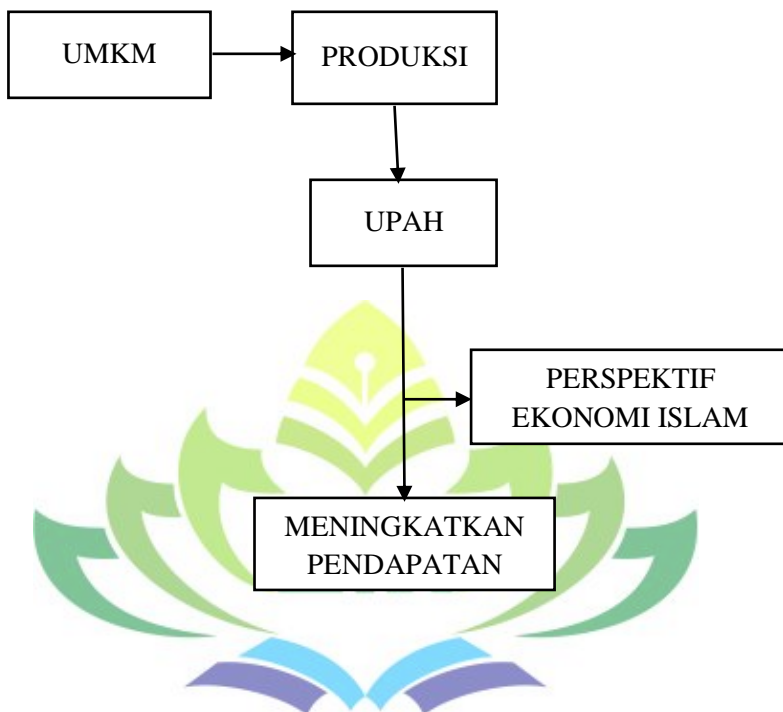 UMKM
PRODUKSI
UPAH
PERSPEKTIF
EKONOMI ISLAM
MENINGKATKAN
PENDAPATAN